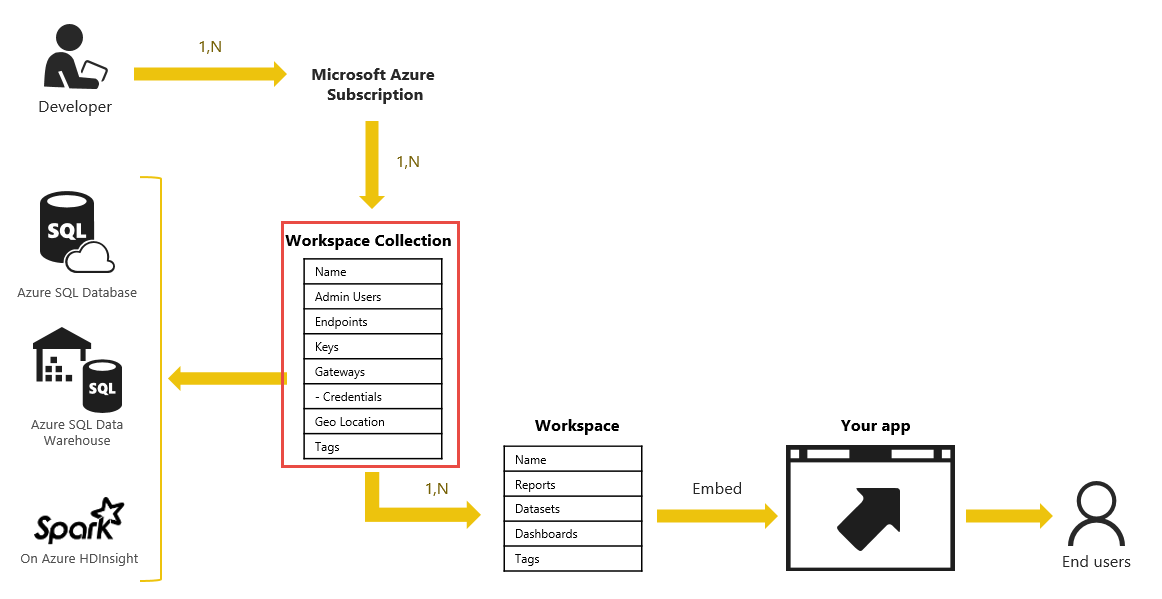 1,N
Developer
Microsoft Azure
Subscription
1,N
SQL
Azure SQL Database
SQL
Azure SQL Data
Warehouse
Spark
On Azure HDInsight
Workspace Collection
Name
Admin Users
Endpoints
Keys
Gateways
- Credentials
Geo Location
Tags
1,N
Workspace
Name
Reports
Datasets
Dashboards
Tags
Embed
Your app
End users